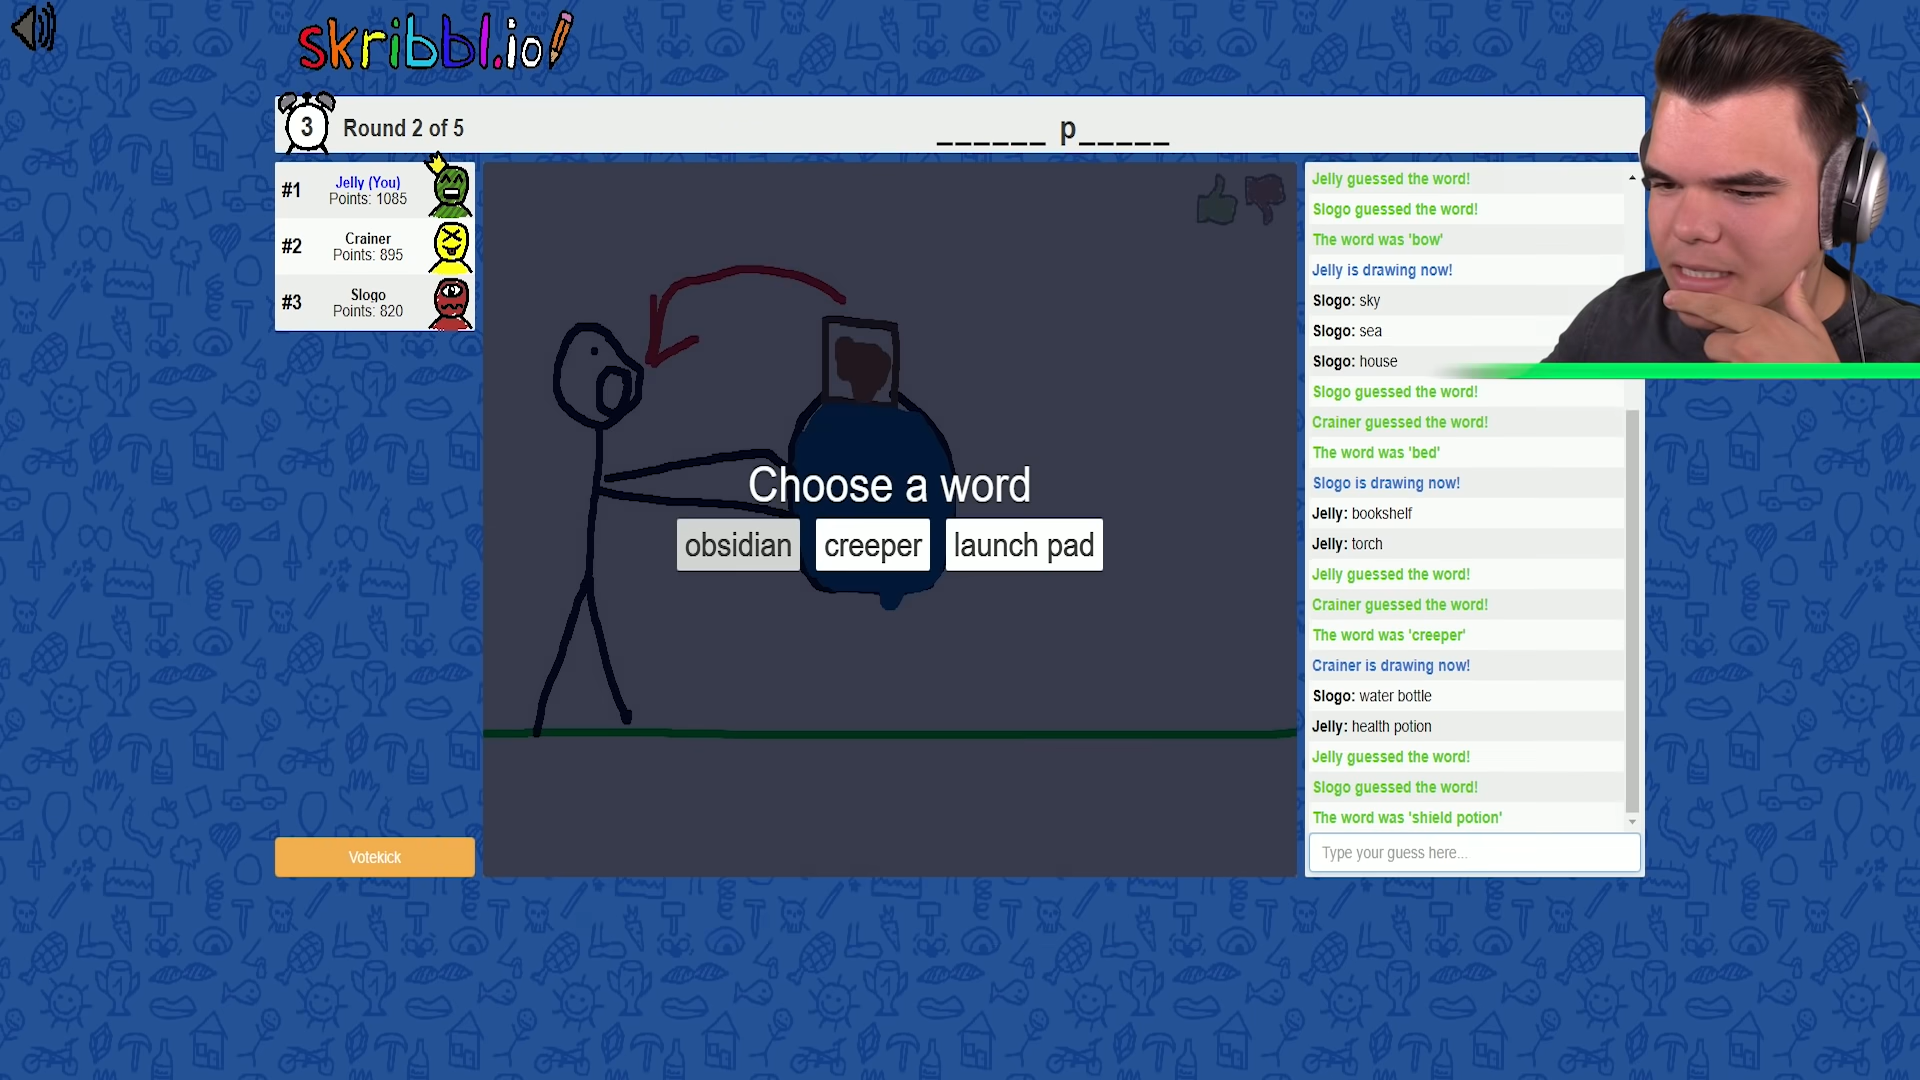 skribbl.io
3
Round 2 of 5
______ p_____
#1
Jelly (You)
Points: 1085
#2
Crainer
Points: 895
#3
Slogo
Points: 820
Votekick
Choose a word
obsidian
creeper
launch pad
Jelly guessed the word!
Slogo guessed the word!
The word was 'bow'
Jelly is drawing now!
Slogo: sky
Slogo: sea
Slogo: house
Slogo guessed the word!
Crainer guessed the word!
The word was 'bed'
Slogo is drawing now!
Jelly: bookshelf
Jelly: torch
Jelly guessed the word!
Crainer guessed the word!
The word was 'creeper'
Crainer is drawing now!
Slogo: water bottle
Jelly: health potion
Jelly guessed the word!
Slogo guessed the word!
The word was 'shield potion'
Type your guess here...